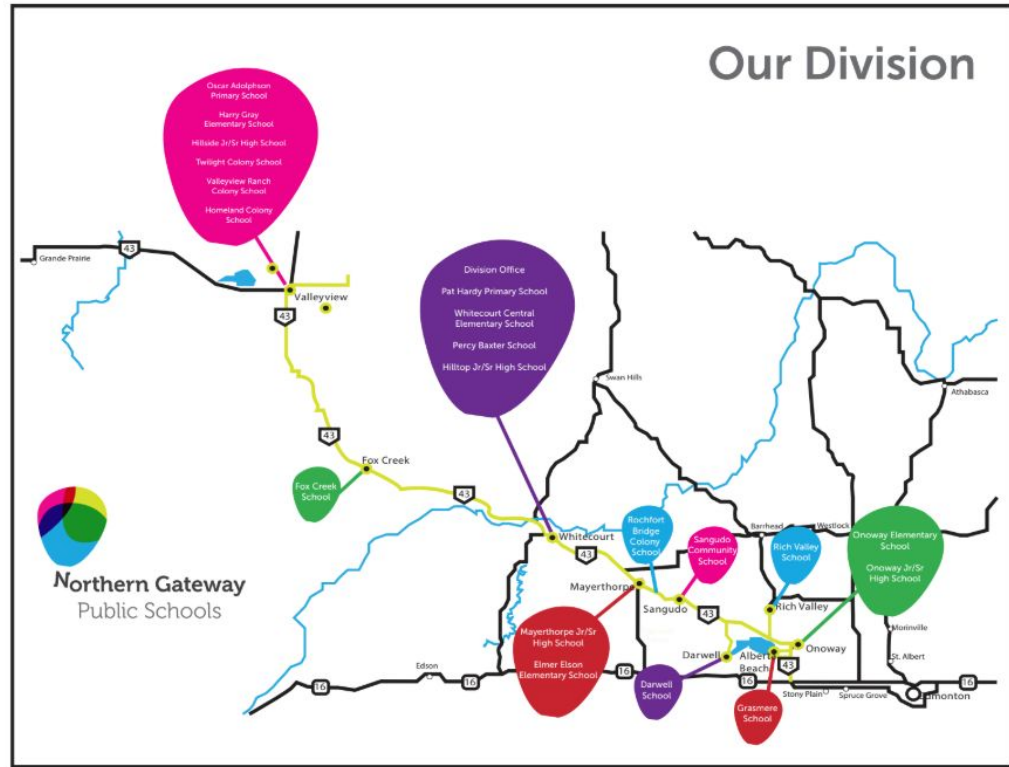 Our Division
Oscar Adolphson
Primary School
Harry Gray
Elementary School
Hillside Jr/Sr High School
Twilight Colony School
Valleyview Ranch
Colony School
Homeland Colony
School
43
Grande Prairie
Valleyview
43
Division Office
Pat Hardy Primary School
Whitecourt Central
Elementary School
Percy Baxter School
Hilltop Jr/Sr High School
Swan Hills
Athabasca
43
Fox Creek
Fox Creek
School
43
Whitecourt
43
Rochfort
Bridge
Colony
School
Sangudo
Community
School
Barrhead
Westlock
Rich Valley
School
Onoway Elementary
School
Onoway Jr/Sr
High School
Northern Gateway
Public Schools
Mayerthorpe
Sangudo
43
Rich Valley
Morinville
Mayerthorpe Jr/Sr
High School
Elmer Elson
Elementary School
Darwell
Albert
Beach
Onoway
43
St. Albert
Edson
16
16
16
16
16
16
Darwell
School
Stony Plain
Spruce Grove
Edmonton
Grasmere
School